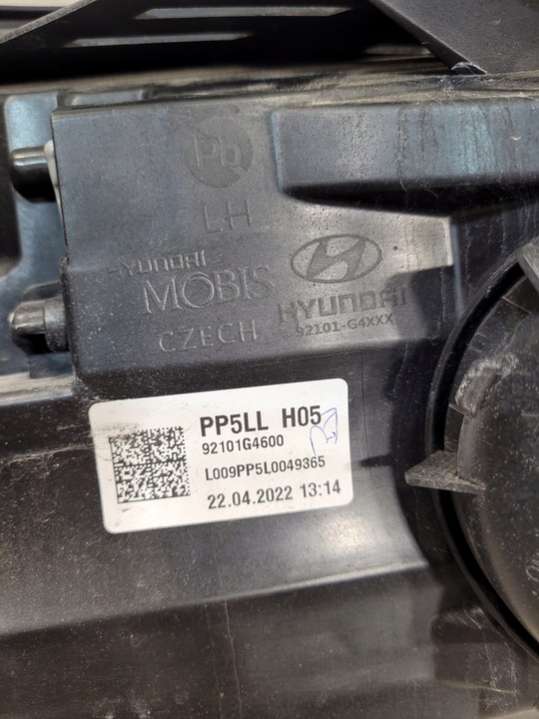 Pb
LH
HYUNDAI
MOBIS
CZECH
HYUNDAI
92101-G4XXX
PP5LL H05
92101G4600
L009PP5L0049365
22.04.2022 13:14